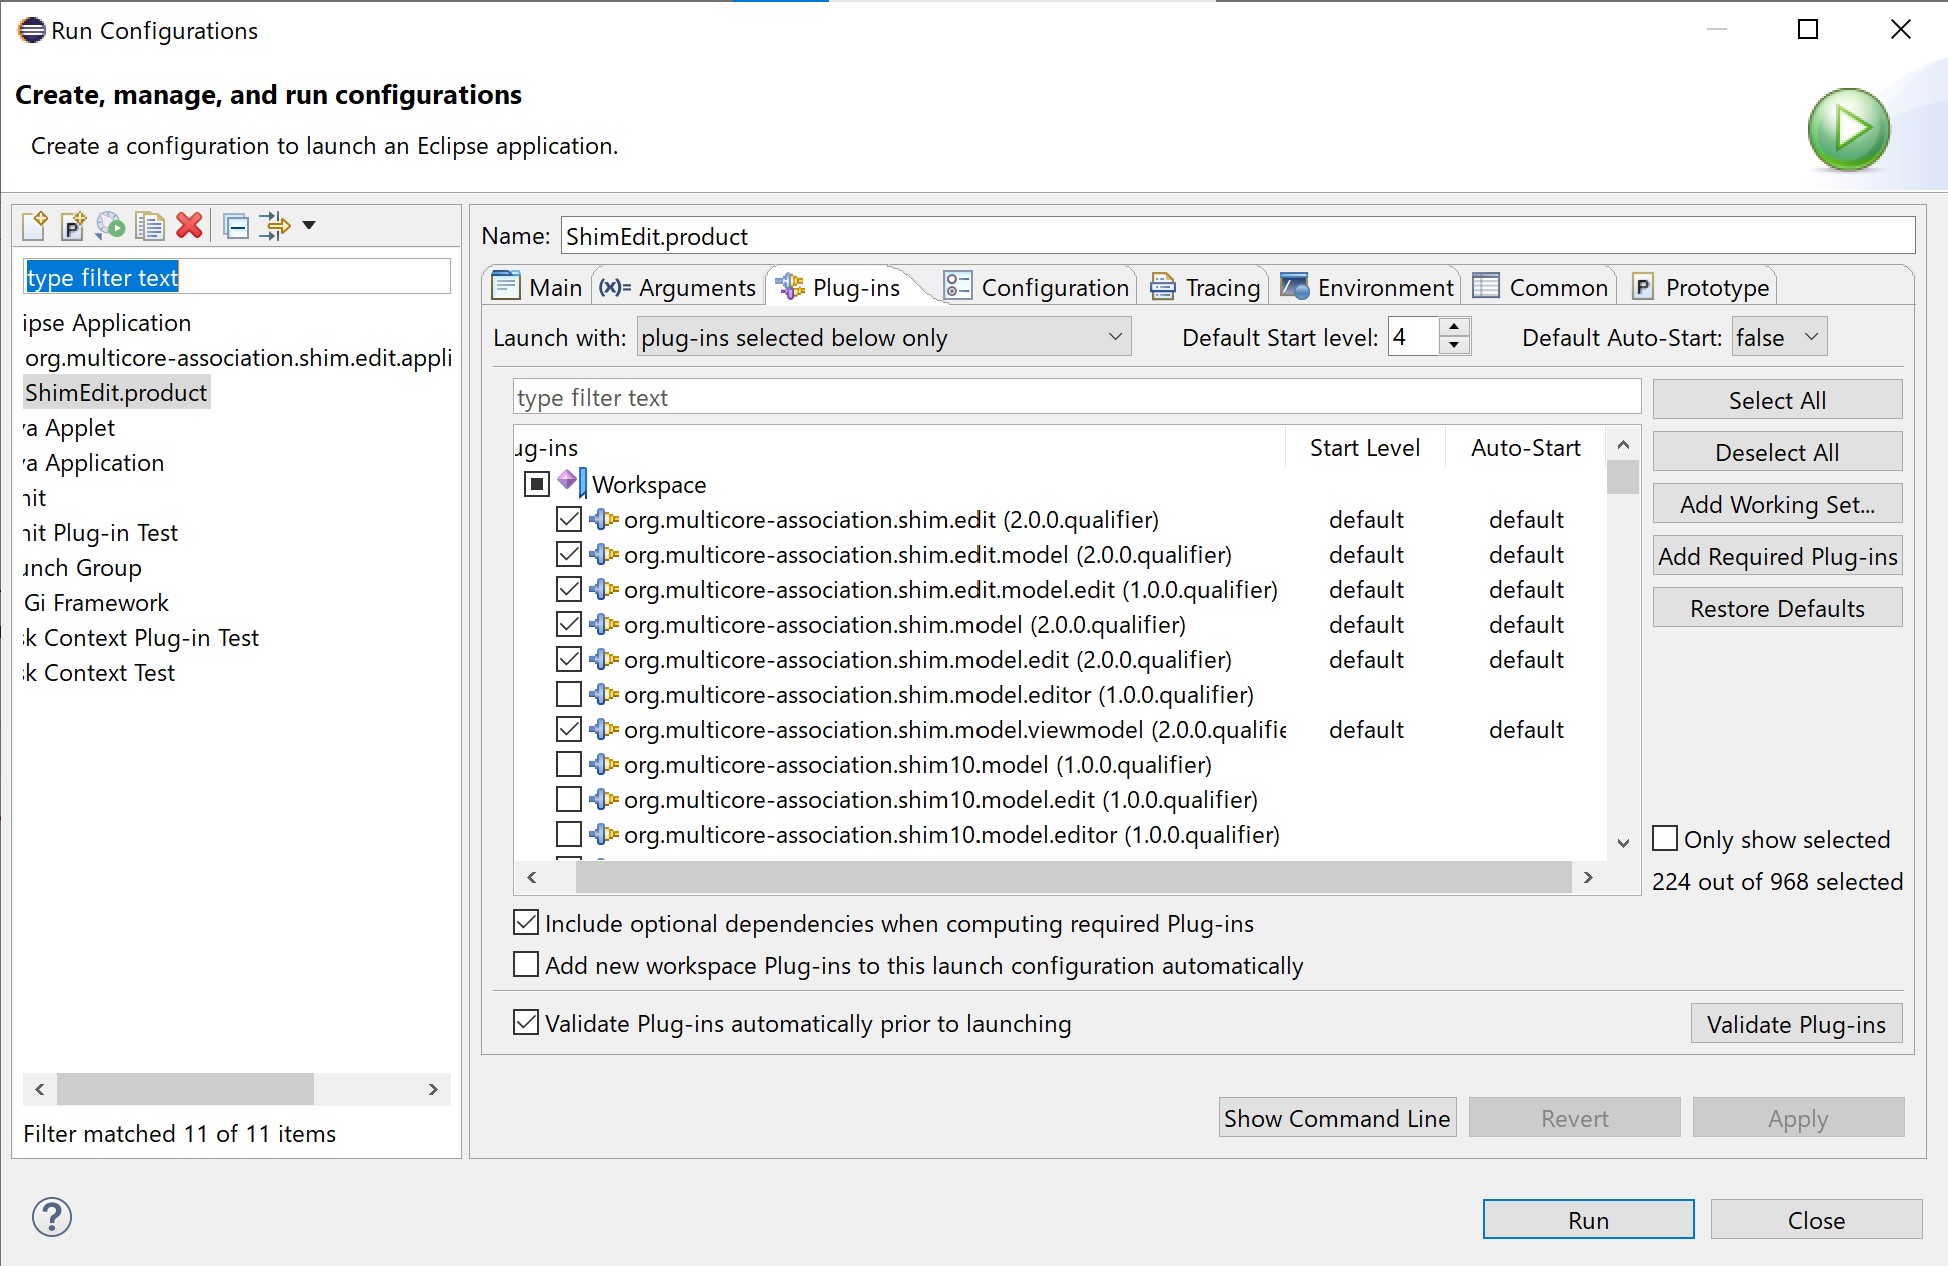 Run Configurations
Create, manage, and run configurations
Create a configuration to launch an Eclipse application.
type filter text
ipse Application
org.multicore-association.shim.edit.appli
ShimEdit.product
a Applet
a Application
nit
nit Plug-in Test
unch Group
Gi Framework
sk Context Plug-in Test
sk Context Test
Filter matched 11 of 11 items
Name: ShimEdit.product
Main (x)= Arguments Plug-ins Configuration Tracing Environment Common Prototype
Launch with: plug-ins selected below only Default Start level: 4 Default Auto-Start: false
type filter text
ug-ins Start Level Auto-Start
Workspace
org.multicore-association.shim.edit (2.0.0.qualifier) default default
org.multicore-association.shim.edit.model (2.0.0.qualifier) default default
org.multicore-association.shim.edit.model.edit (1.0.0.qualifier) default default
org.multicore-association.shim.model (2.0.0.qualifier) default default
org.multicore-association.shim.model.edit (2.0.0.qualifier) default default
org.multicore-association.shim.model.editor (1.0.0.qualifier)
org.multicore-association.shim.model.viewmodel (2.0.0.qualifie default default
org.multicore-association.shim10.model (1.0.0.qualifier)
org.multicore-association.shim10.model.edit (1.0.0.qualifier)
org.multicore-association.shim10.model.editor (1.0.0.qualifier)
Select All
Deselect All
Add Working Set...
Add Required Plug-ins
Restore Defaults
Only show selected
224 out of 968 selected
Include optional dependencies when computing required Plug-ins
Add new workspace Plug-ins to this launch configuration automatically
Validate Plug-ins automatically prior to launching
Validate Plug-ins
Show Command Line Revert Apply
Run Close